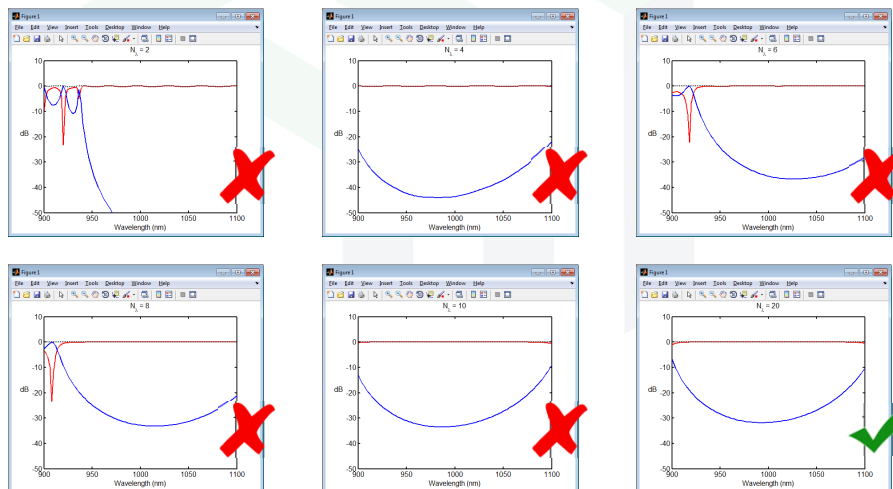 Figure 1
File Edit View Insert Tools Desktop Window Help
N_λ = 2
10
0
-10
dB
-20
-30
-40
-50
900 950 1000 1050 1100
Wavelength (nm)
Figure 1
File Edit View Insert Tools Desktop Window Help
N_λ = 4
10
0
-10
dB
-20
-30
-40
-50
900 950 1000 1050 1100
Wavelength (nm)
Figure 1
File Edit View Insert Tools Desktop Window Help
N_λ = 6
10
0
-10
dB
-20
-30
-40
-50
900 950 1000 1050 1100
Wavelength (nm)
Figure 1
File Edit View Insert Tools Desktop Window Help
N_λ = 8
10
0
-10
dB
-20
-30
-40
-50
900 950 1000 1050 1100
Wavelength (nm)
Figure 1
File Edit View Insert Tools Desktop Window Help
N_λ = 10
10
0
-10
dB
-20
-30
-40
-50
900 950 1000 1050 1100
Wavelength (nm)
Figure 1
File Edit View Insert Tools Desktop Window Help
N_λ = 20
10
0
-10
dB
-20
-30
-40
-50
900 950 1000 1050 1100
Wavelength (nm)